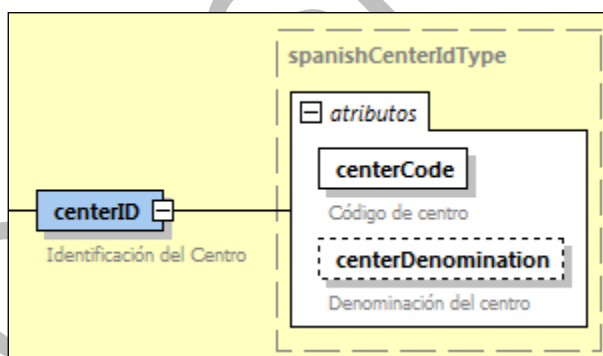 spanishCenterIdType
atributos
centerCode
Código de centro
centerID
Identificación del Centro
centerDenomination
Denominación del centro